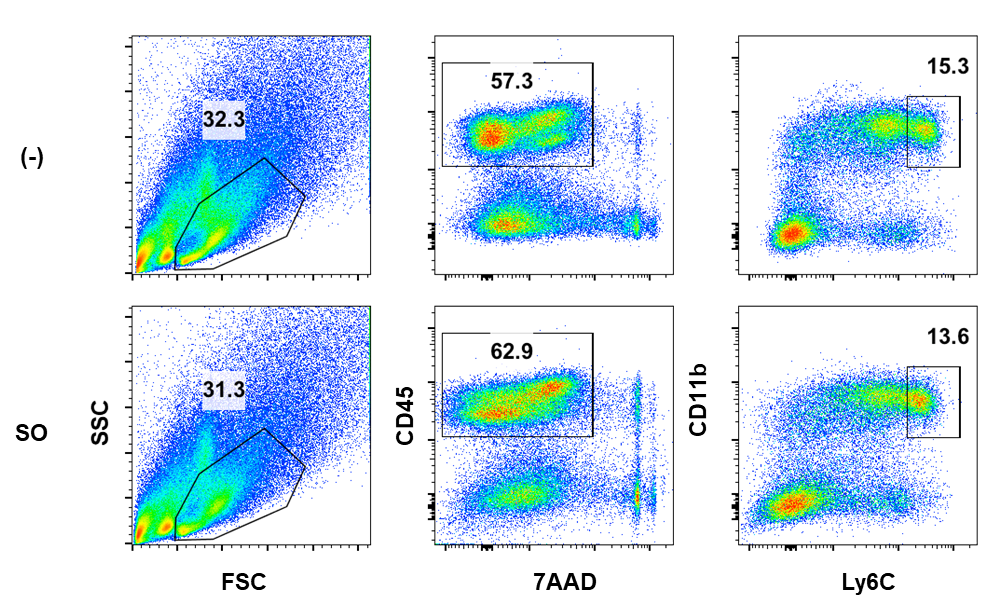 (-)
32.3
57.3
15.3
SO
31.3
62.9
13.6
SSC
CD45
CD11b
FSC
7AAD
Ly6C